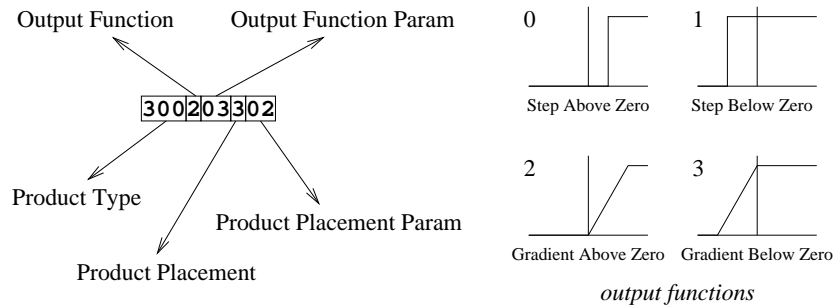 Output Function
Output Function Param
300203302
Product Type
Product Placement Param
Product Placement
0
Step Above Zero
1
Step Below Zero
2
Gradient Above Zero
3
Gradient Below Zero
output functions